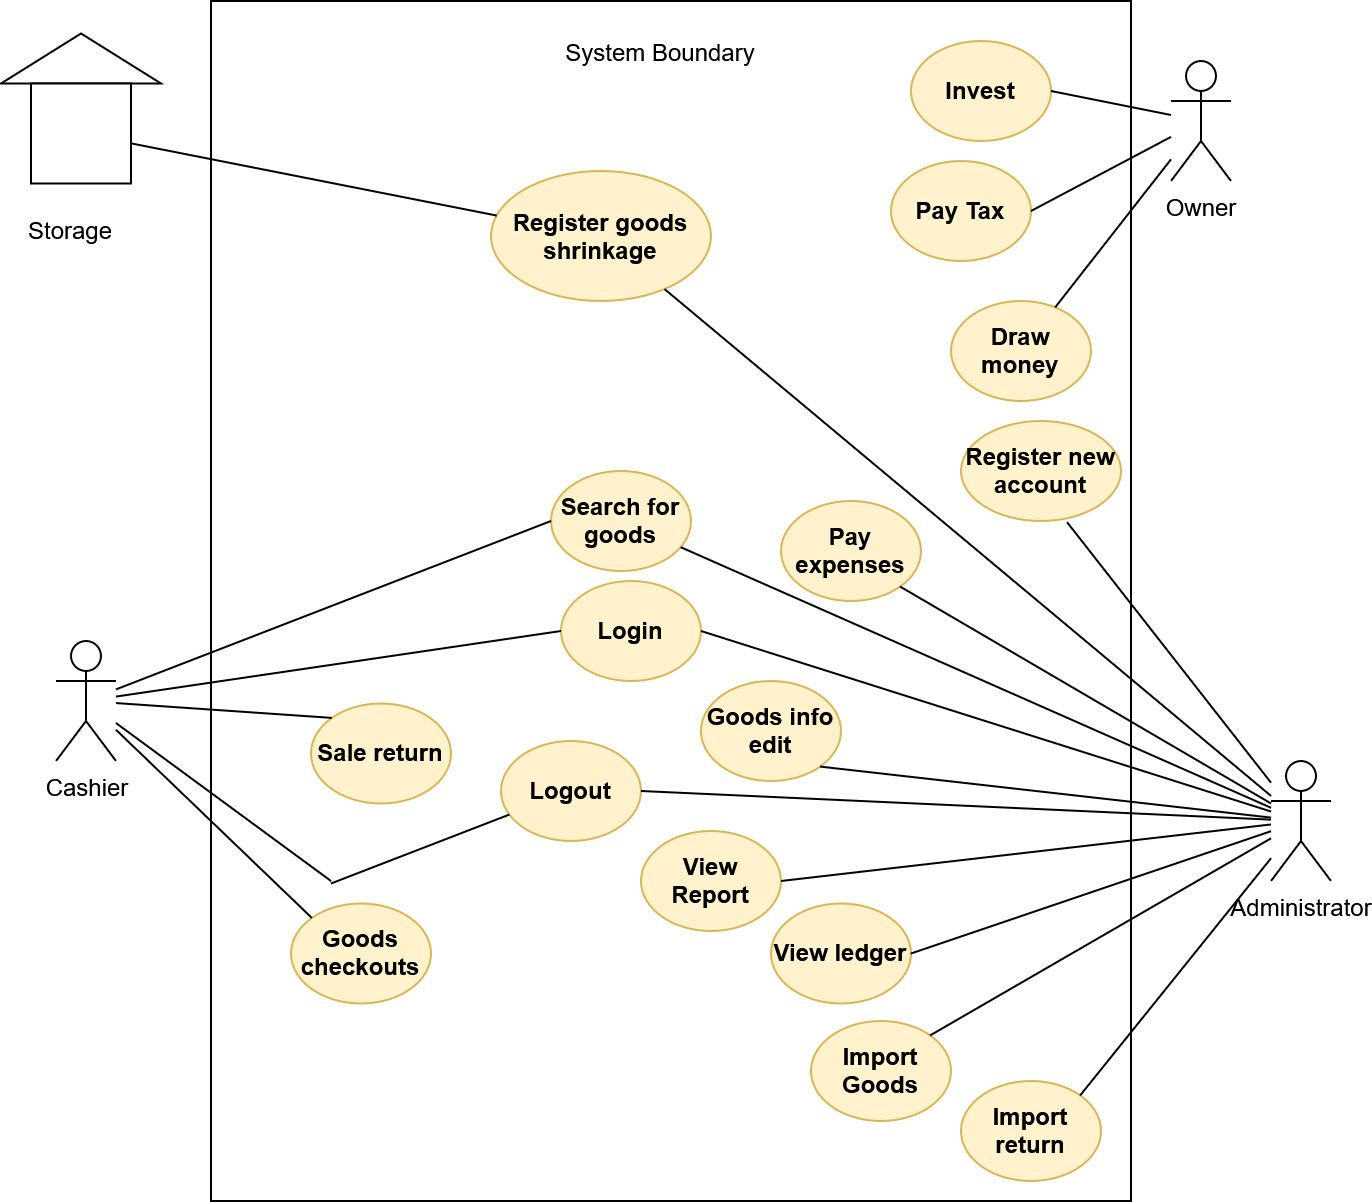 System Boundary
Invest
Pay Tax
Owner
Storage
Register goods
shrinkage
Draw
money
Register new
account
Search for
goods
Pay
expenses
Login
Goods info
edit
Sale return
Cashier
Logout
View
Report
Administrator
Goods
checkouts
View ledger
Import
Goods
Import
return